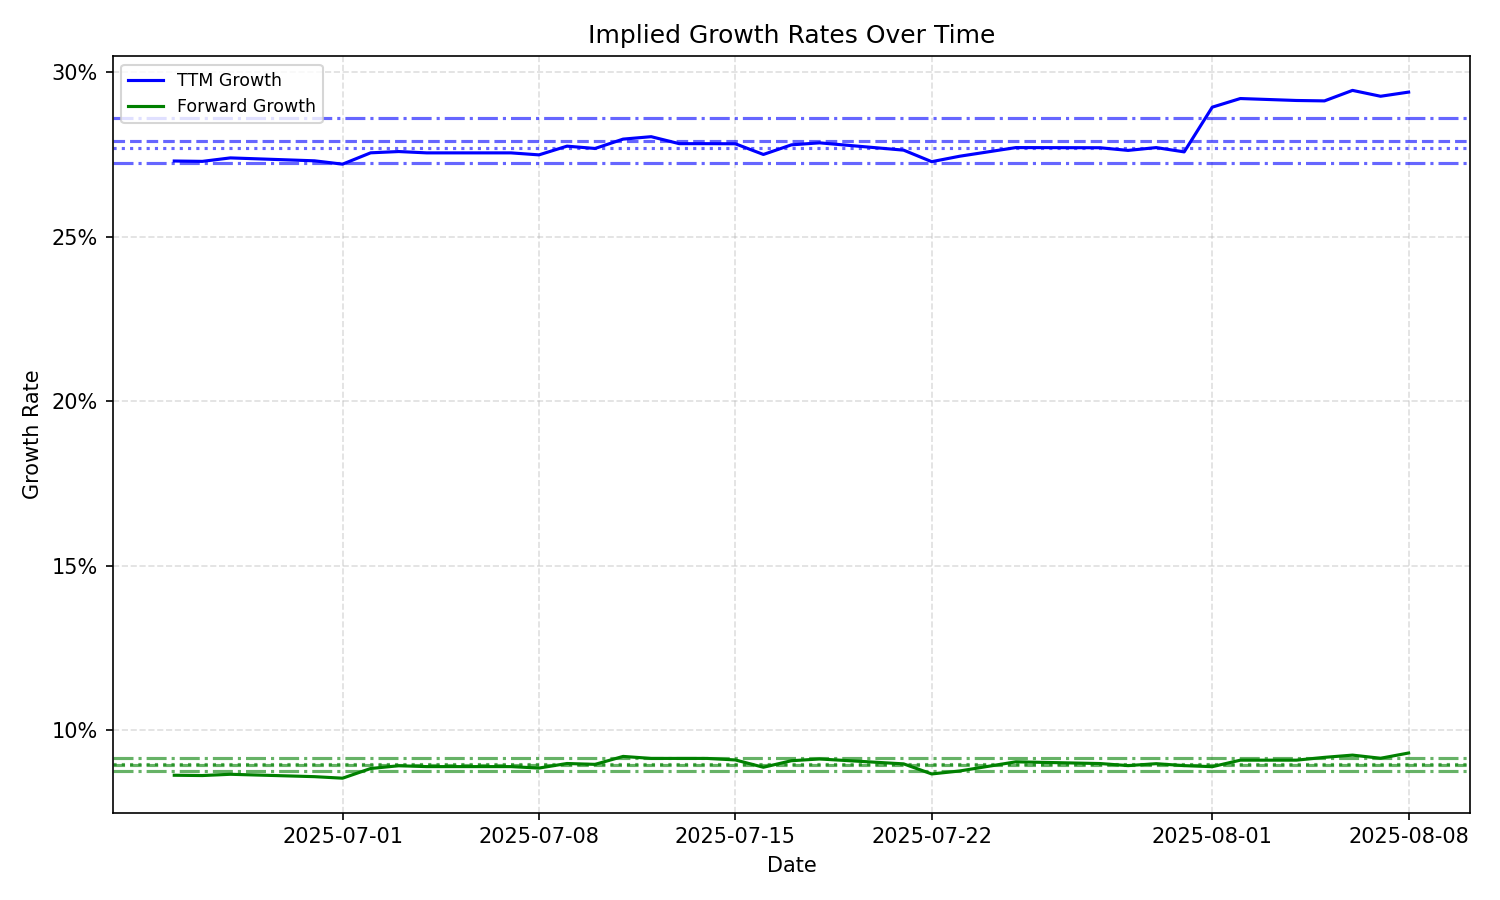 Implied Growth Rates Over Time
TTM Growth
Forward Growth
30%
25%
20%
15%
10%
Growth Rate
2025-07-01
2025-07-08
2025-07-15
2025-07-22
2025-08-01
2025-08-08
Date